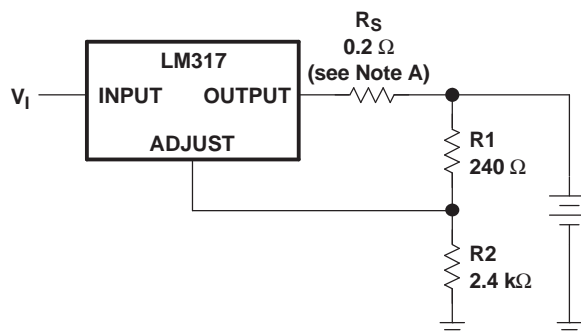 R_S
0.2 Ω
(see Note A)
LM317
V_I
INPUT
OUTPUT
ADJUST
R1
240 Ω
R2
2.4 kΩ